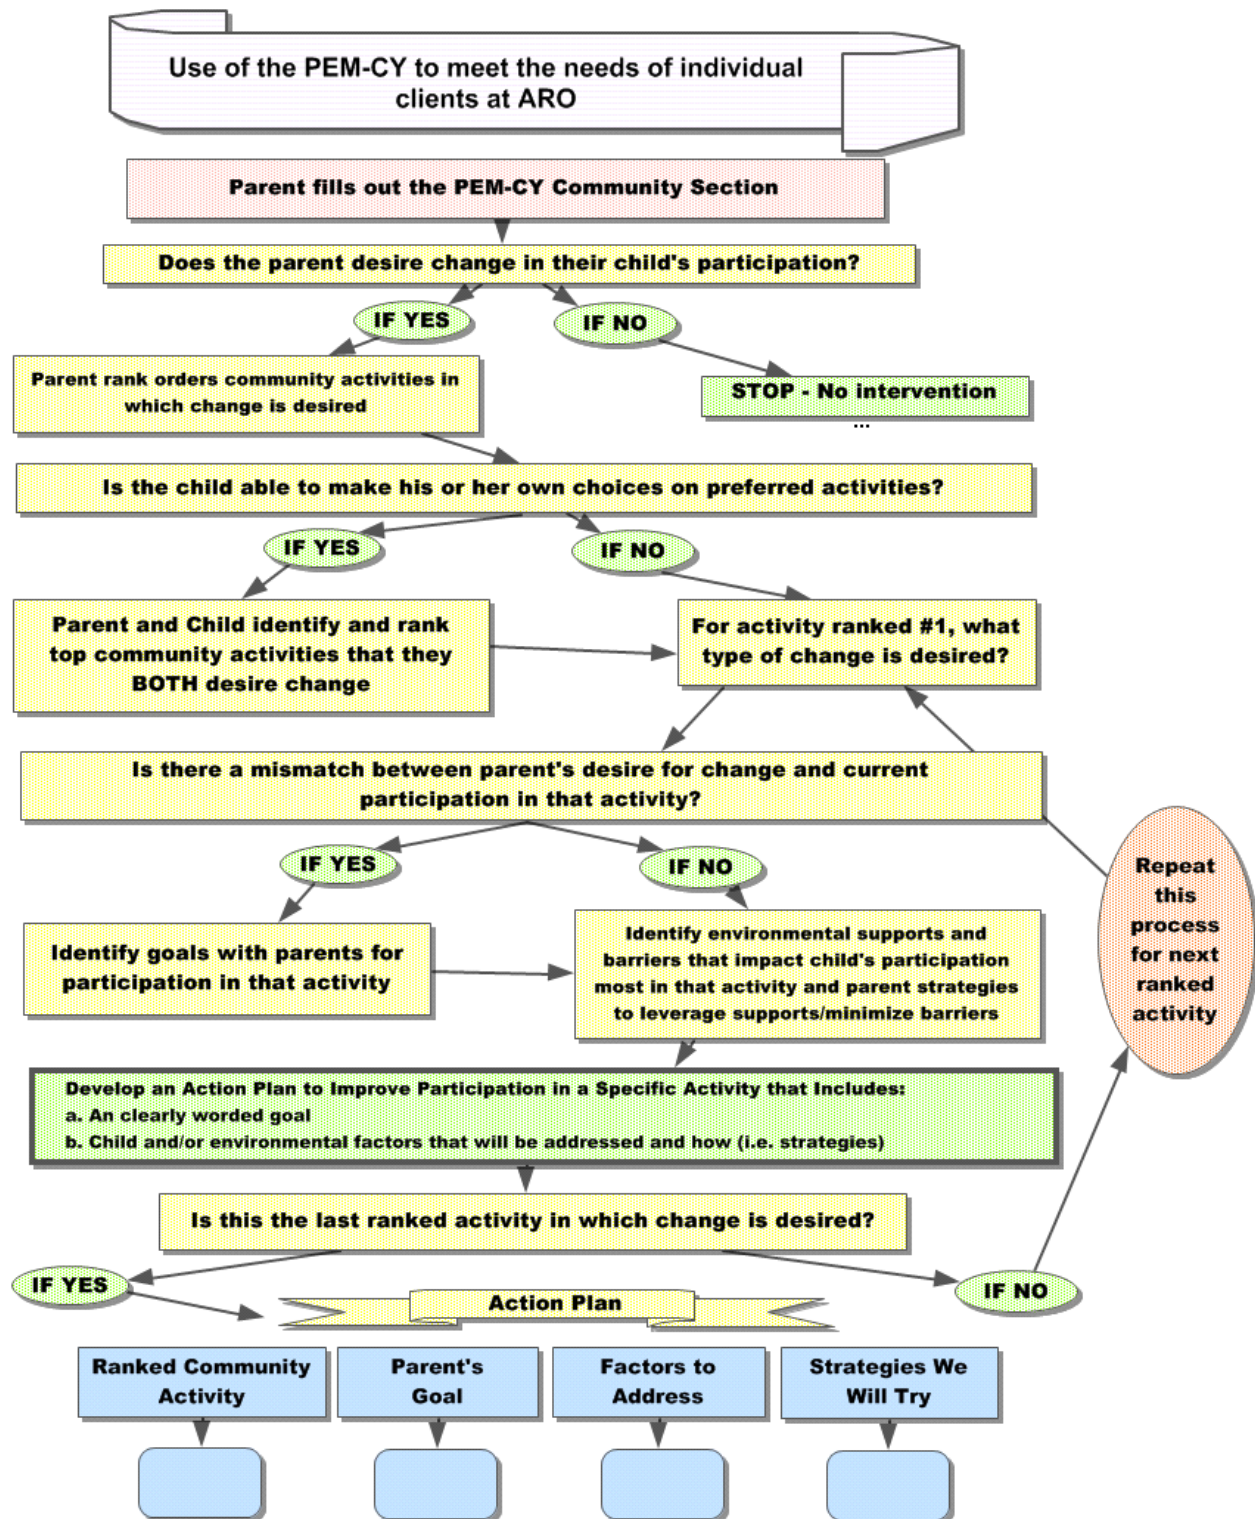 Use of the PEM-CY to meet the needs of individual
clients at ARO
Parent fills out the PEM-CY Community Section
Does the parent desire change in their child's participation?
IF YES
IF NO
Parent rank orders community activities in
which change is desired
STOP - No intervention
...
Is the child able to make his or her own choices on preferred activities?
IF YES
IF NO
Parent and Child identify and rank
top community activities that they
BOTH desire change
For activity ranked #1, what
type of change is desired?
Is there a mismatch between parent's desire for change and current
participation in that activity?
IF YES
IF NO
Repeat
this
process
for next
ranked
activity
Identify goals with parents for
participation in that activity
Identify environmental supports and
barriers that impact child's participation
most in that activity and parent strategies
to leverage supports/minimize barriers
Develop an Action Plan to Improve Participation in a Specific Activity that Includes:
a. An clearly worded goal
b. Child and/or environmental factors that will be addressed and how (i.e. strategies)
Is this the last ranked activity in which change is desired?
IF YES
IF NO
Action Plan
Ranked Community
Activity
Parent's
Goal
Factors to
Address
Strategies We
Will Try